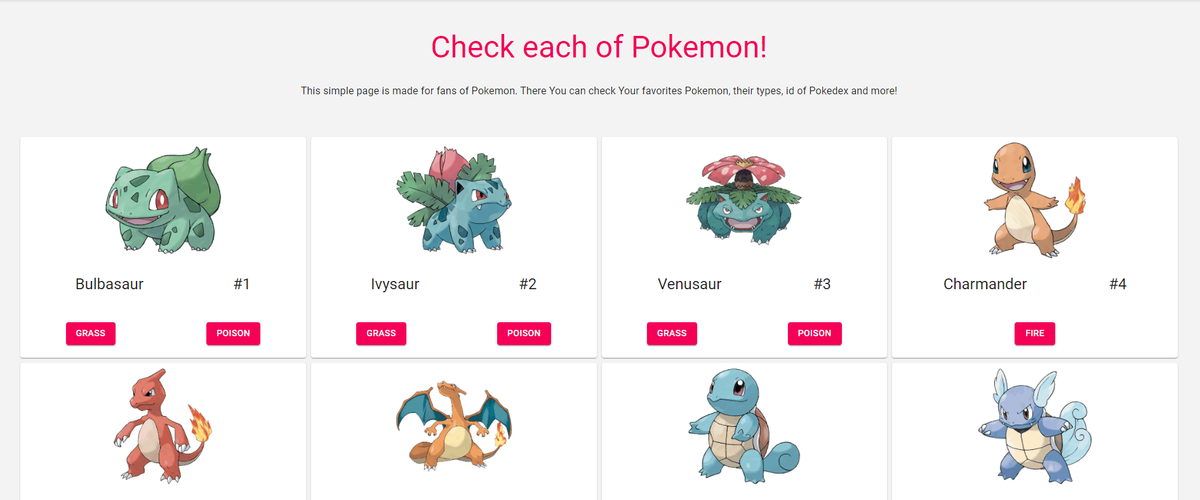 Check each of Pokemon!
This simple page is made for fans of Pokemon. There You can check Your favorites Pokemon, their types, id of Pokedex and more!
Bulbasaur #1
GRASS POISON
Ivysaur #2
GRASS POISON
Venusaur #3
GRASS POISON
Charmander #4
FIRE